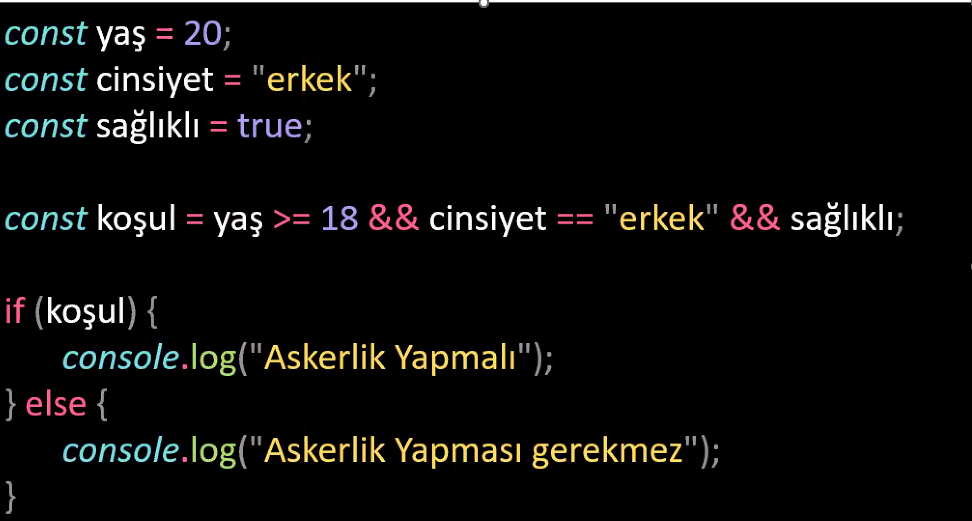 const yaş = 20;
const cinsiyet = "erkek";
const sağlıklı = true;
const koşul = yaş >= 18 && cinsiyet == "erkek" && sağlıklı;
if (koşul) {
console.log("Askerlik Yapmalı");
} else {
console.log("Askerlik Yapması gerekmez");
}